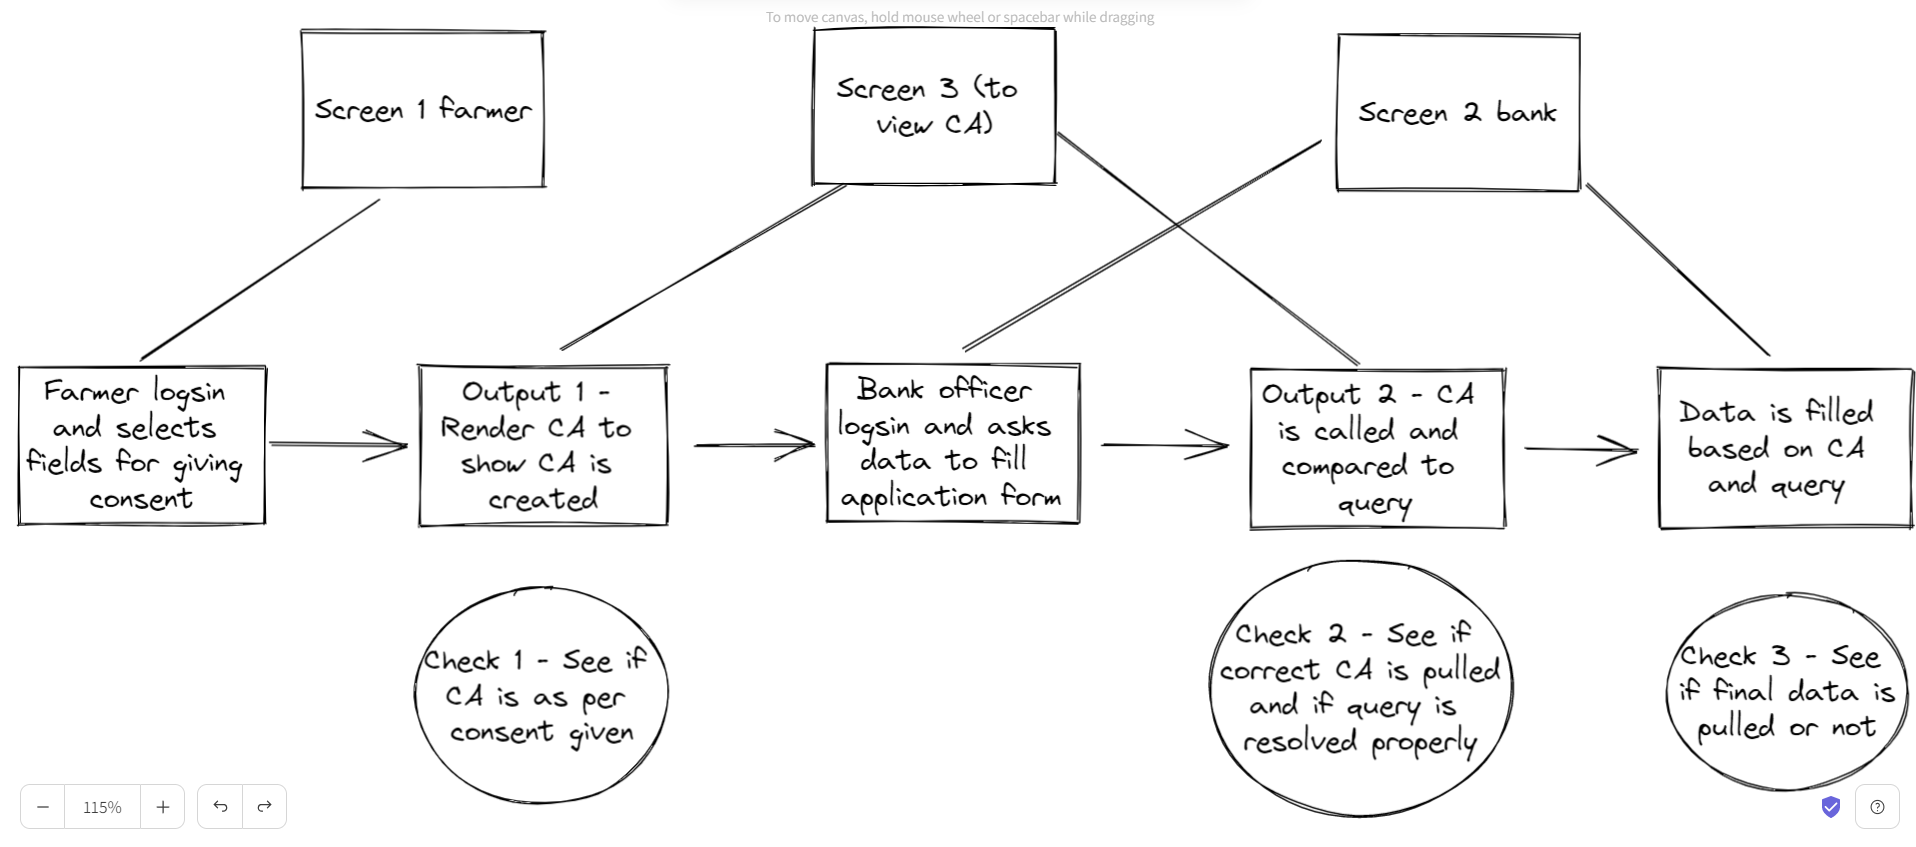 To move canvas, hold mouse wheel or spacebar while dragging
Screen 1 farmer
Screen 3 (to
view CA)
Screen 2 bank
Farmer logsin
and selects
fields for giving
consent
Output 1 -
Render CA to
show CA is
created
Bank officer
logsin and asks
data to fill
application form
Output 2 - CA
is called and
compared to
query
Data is filled
based on CA
and query
Check 1 - See if
CA is as per
consent given
Check 2 - See if
correct CA is pulled
and if query is
resolved properly
Check 3 - See
if final data is
pulled or not
115%